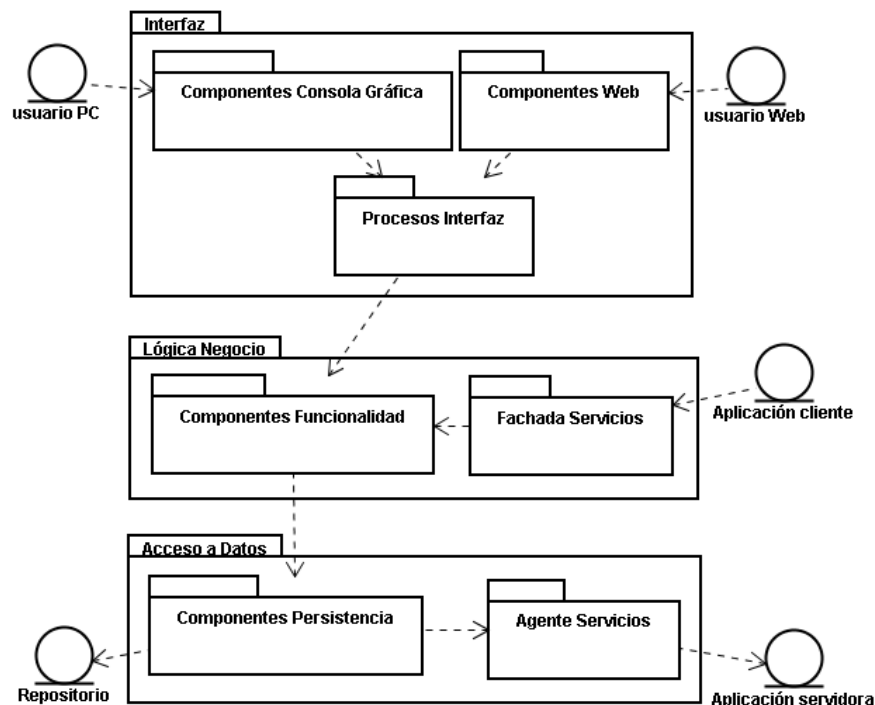 Interfaz
Componentes Consola Gráfica
Componentes Web
usuario PC
usuario Web
Procesos Interfaz
Lógica Negocio
Componentes Funcionalidad
Fachada Servicios
Aplicación cliente
Acceso a Datos
Componentes Persistencia
Agente Servicios
Repositorio
Aplicación servidora